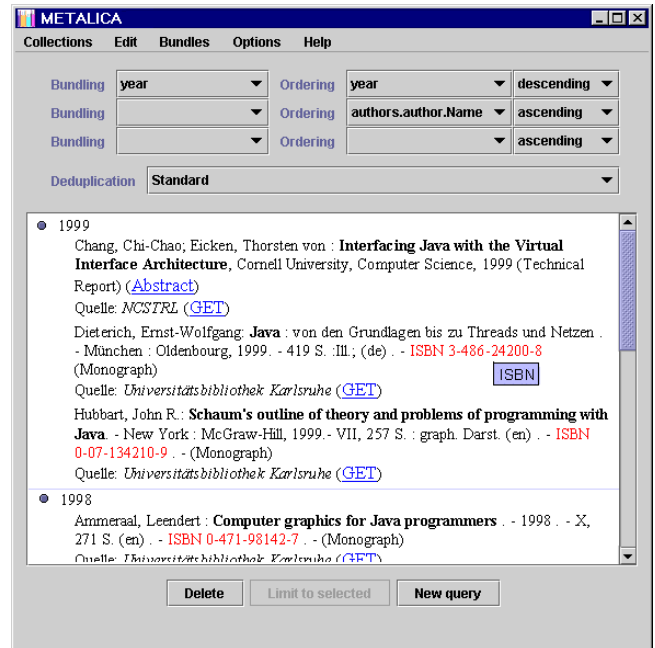 METALICA
Collections Edit Bundles Options Help
Bundling year Ordering year descending
Bundling Ordering authors.author.Name ascending
Bundling Ordering ascending
Deduplication Standard
1999
Chang, Chi-Chao; Eicken, Thorsten von : Interfacing Java with the Virtual
Interface Architecture, Cornell University, Computer Science, 1999 (Technical
Report) (Abstract)
Quelle: NCSTRL (GET)
Dieterich, Ernst-Wolfgang: Java : von den Grundlagen bis zu Threads und Netzen .
- München : Oldenbourg, 1999. - 419 S. :Ill.; (de) . - ISBN 3-486-24200-8
(Monograph)
ISBN
Quelle: Universitätsbibliothek Karlsruhe (GET)
Hubbart, John R.: Schaum's outline of theory and problems of programming with
Java. - New York : McGraw-Hill, 1999.- VII, 257 S. : graph. Darst. (en) . - ISBN
0-07-134210-9 . - (Monograph)
Quelle: Universitätsbibliothek Karlsruhe (GET)
1998
Ammeraal, Leendert : Computer graphics for Java programmers . - 1998 . - X,
271 S. (en) . - ISBN 0-471-98142-7 . - (Monograph)
Quelle: Universitätsbibliothek Karlsruhe (GET)
Delete Limit to selected New query